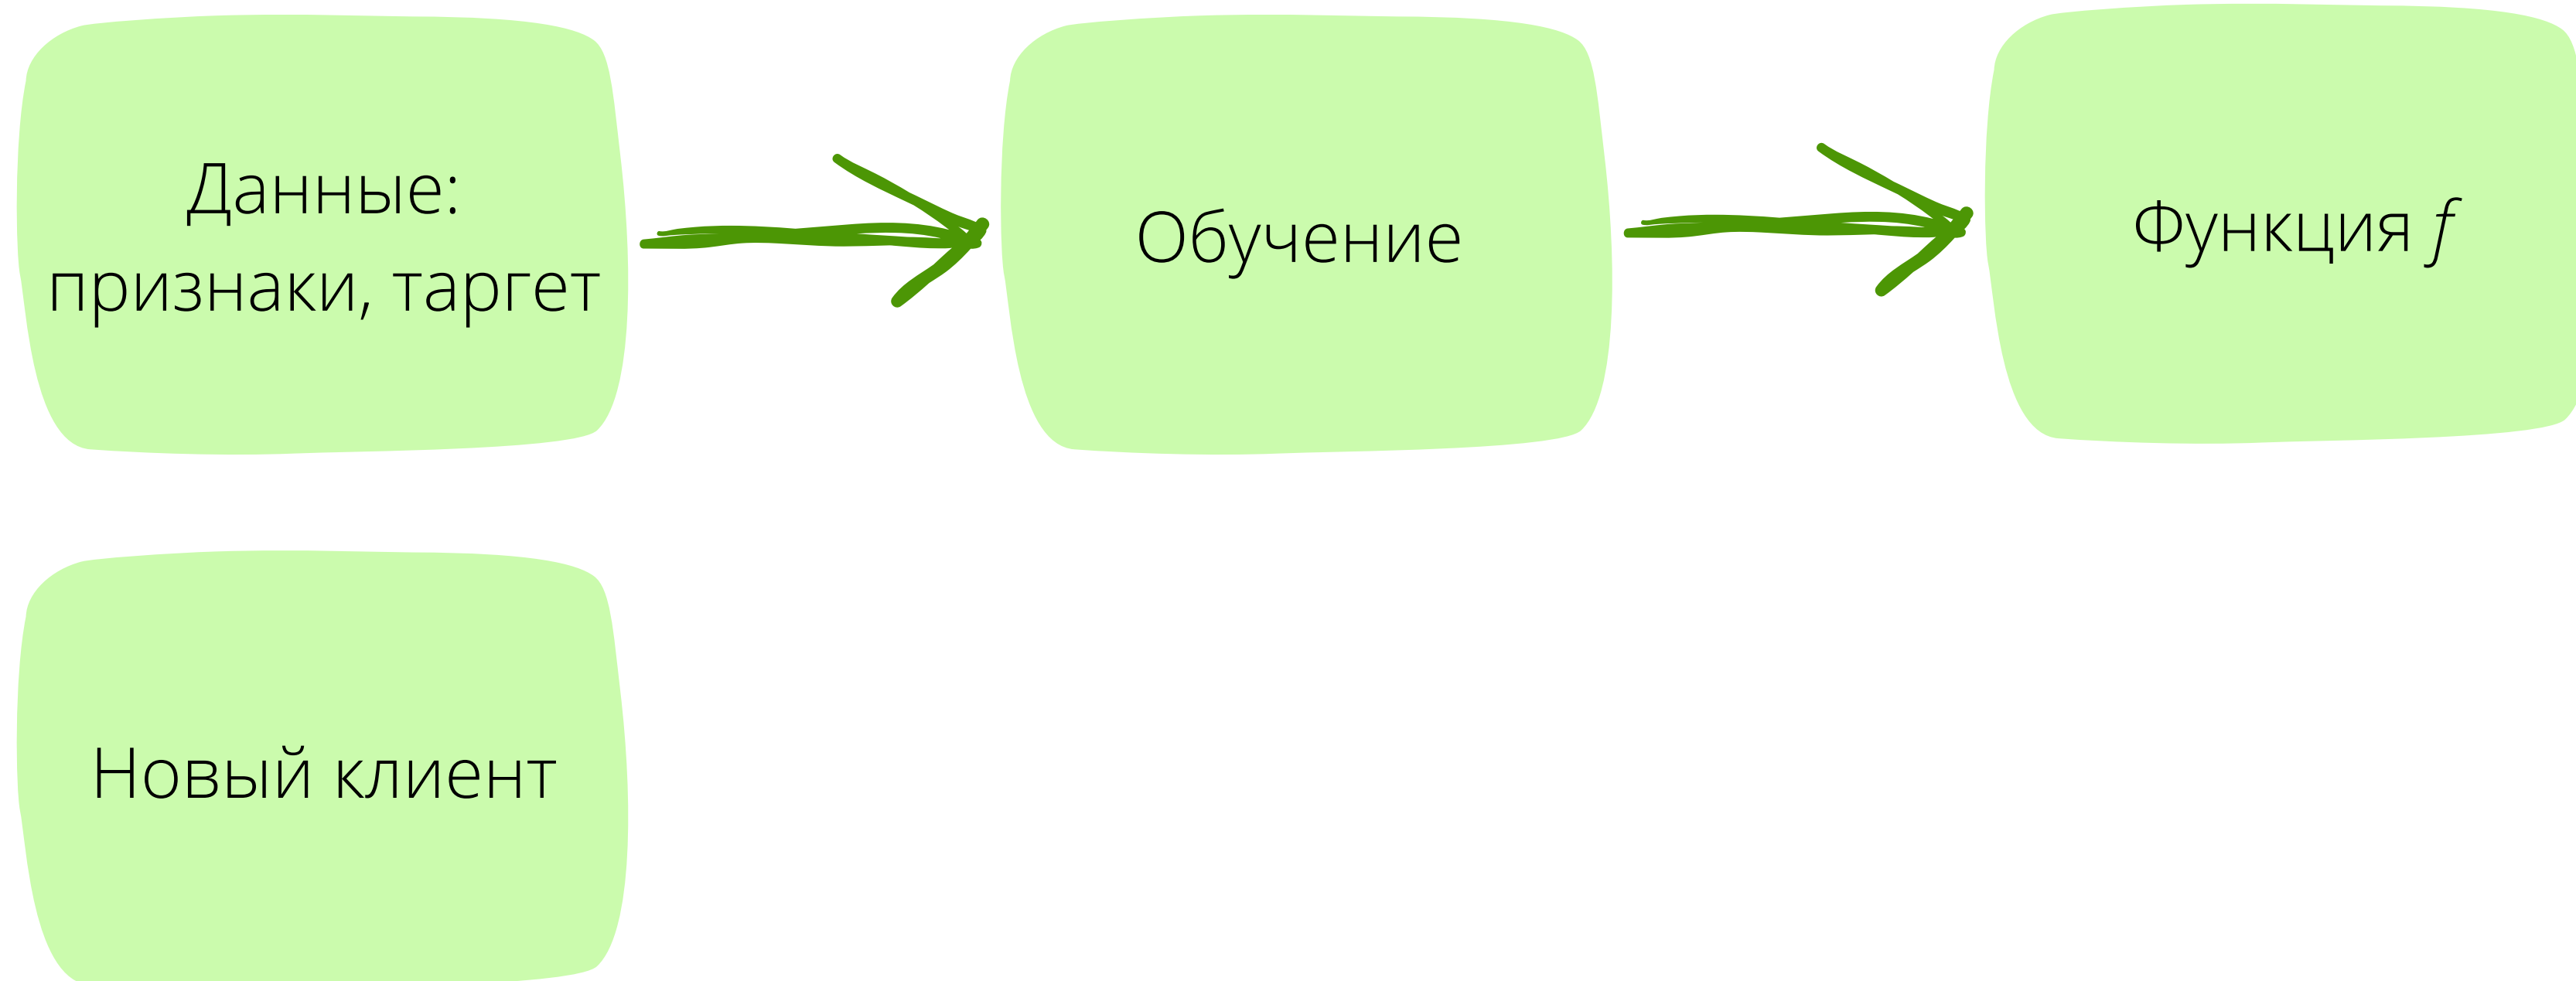 Данные:
признаки, таргет
Обучение
Функция f
Новый клиент